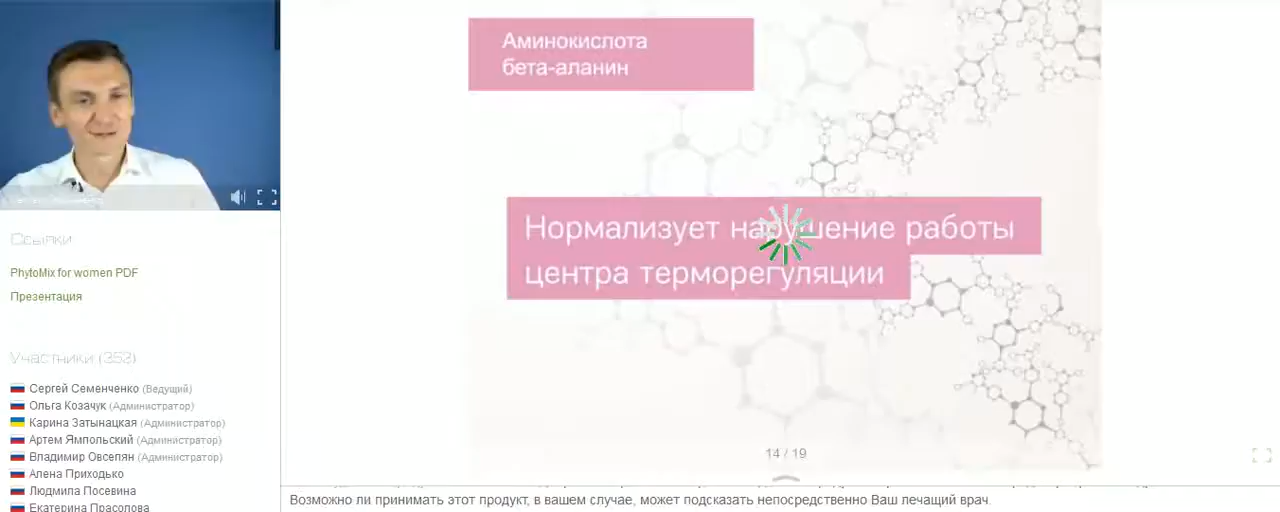 Аминокислота
бета-аланин
Нормализует нарушение работы
центра терморегуляции
14 / 19
Ссылки
PhytoMix for women PDF
Презентация
Участники (353)
Сергей Семенченко (Ведущий)
Ольга Козачук (Администратор)
Карина Затынацкая (Администратор)
Артем Ямпольский (Администратор)
Владимир Овсепян (Администратор)
Алена Приходько
Людмила Посевина
Екатерина Прасолова
Возможно ли принимать этот продукт, в вашем случае, может подсказать непосредственно Ваш лечащий врач.